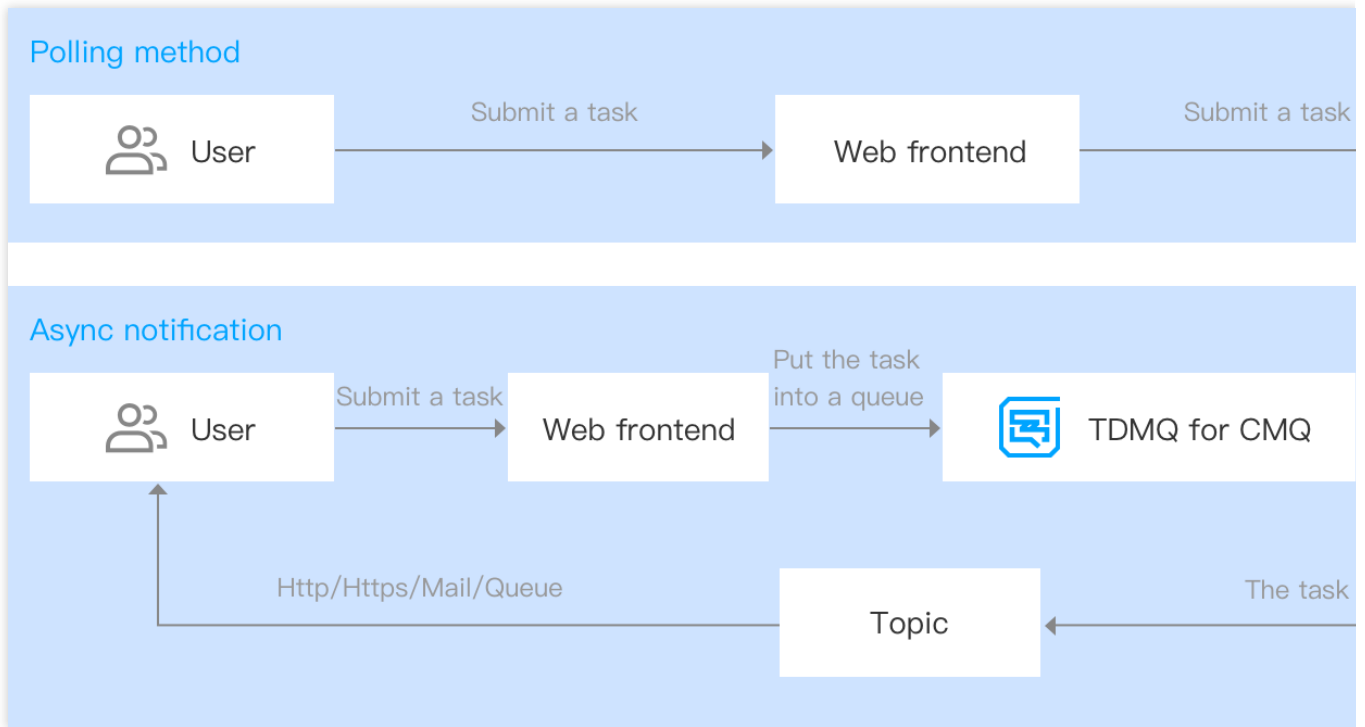 Polling method
Submit a task
Submit a task
User
Web frontend
Async notification
Put the task
into a queue
Submit a task
User
Web frontend
TDMQ for CMQ
Http/Https/Mail/Queue
The task
Topic